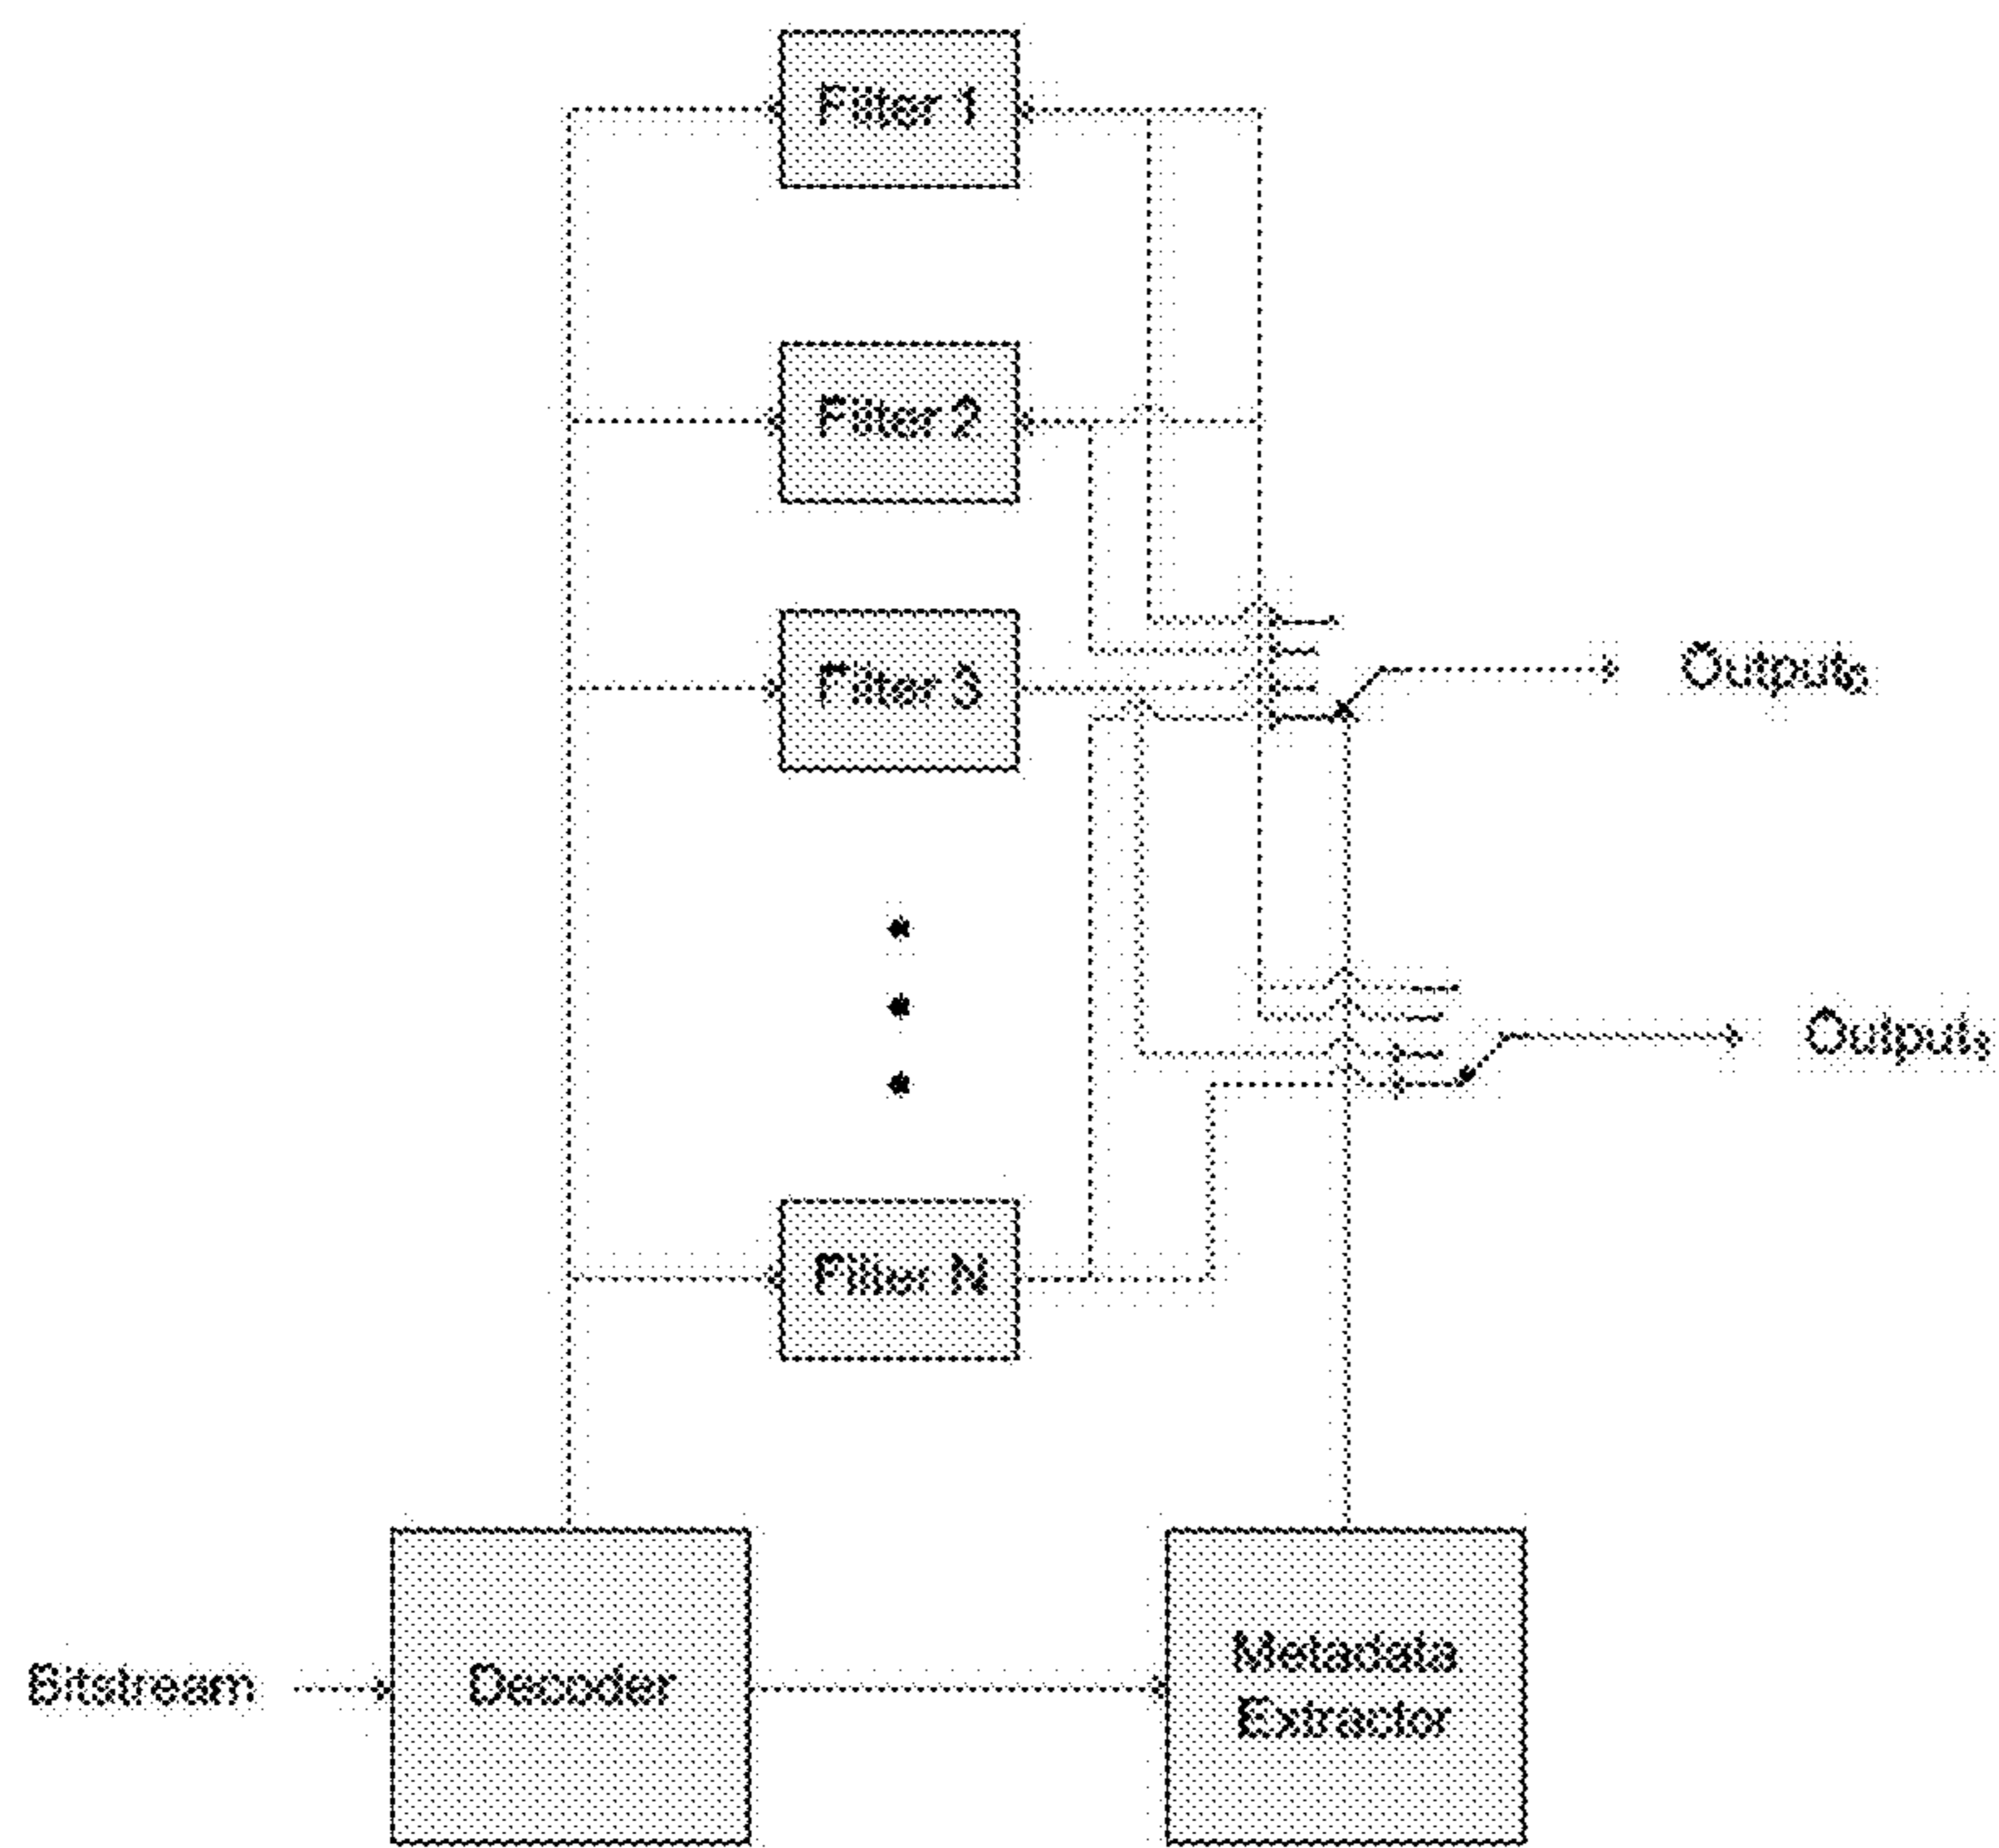 Filter 1
Filter 2
Filter 3
Outputs
Outputs
Filter N
Bitstream
Decoder
Metadata
Extractor